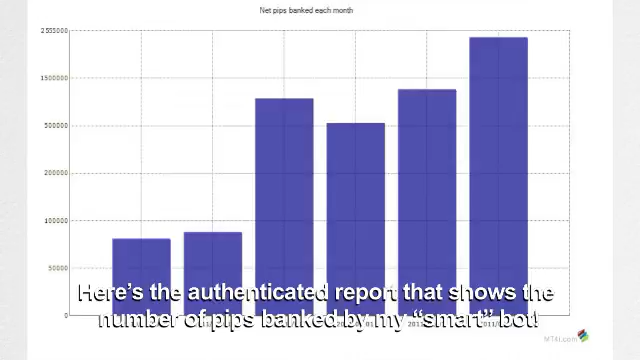 Net pips banked each month
2535000
1500000
500000
200000
100000
50000
0
Here's the authenticated report that shows the
number of pips banked by my “smart” bot!
MT4i.com